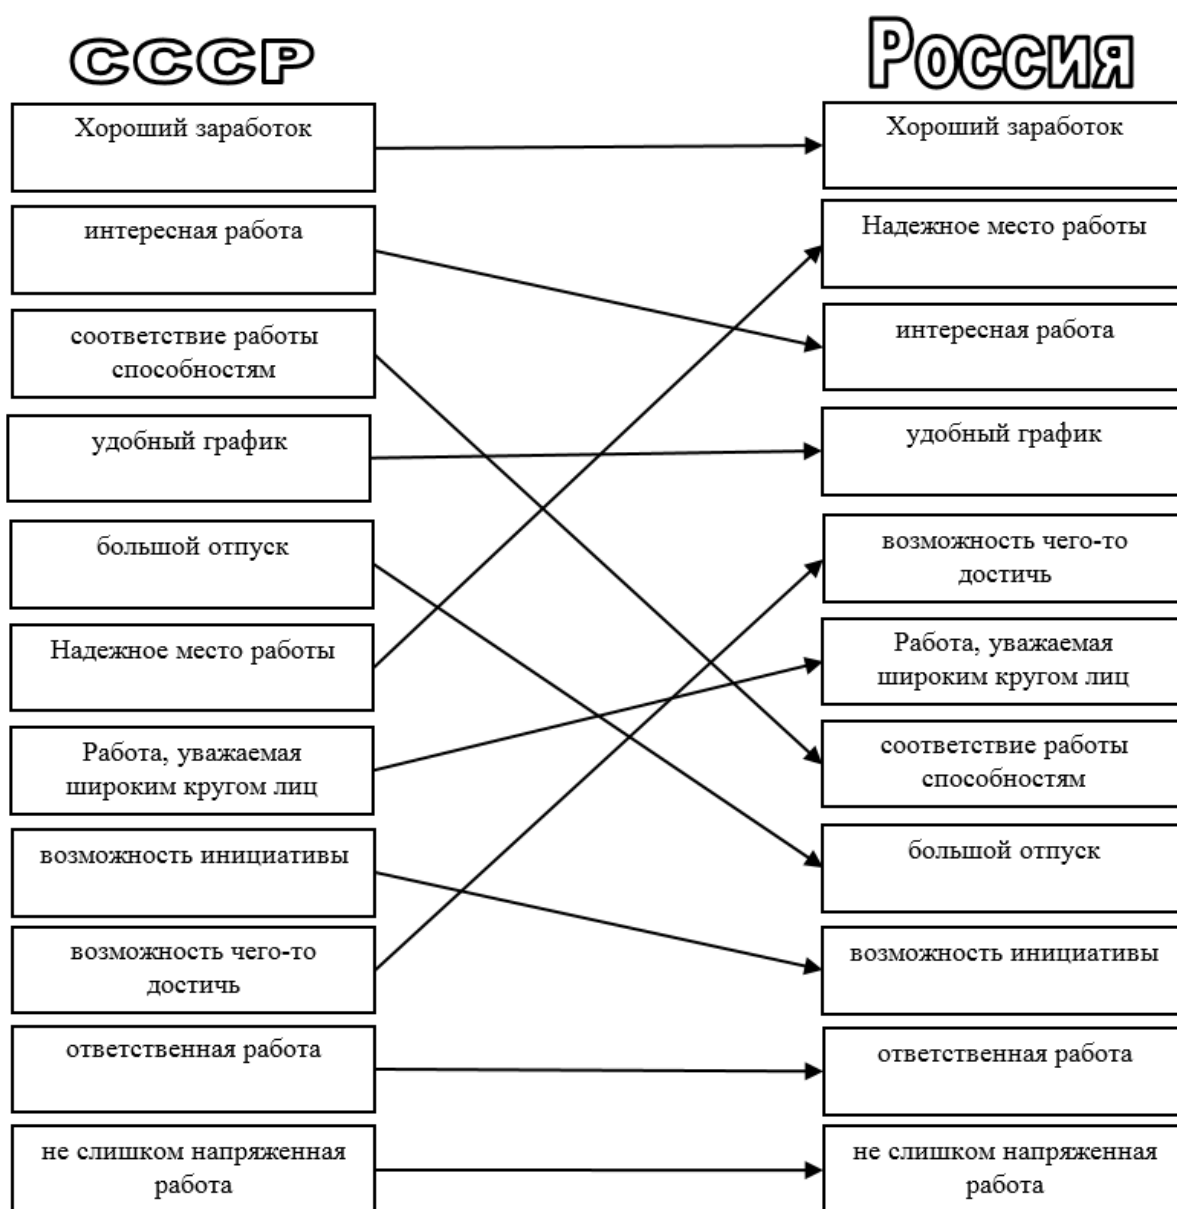 СССР
Россия
Хороший заработок
интересная работа
соответствие работы
способностям
удобный график
большой отпуск
Надежное место работы
Работа, уважаемая
широким кругом лиц
возможность инициативы
возможность чего-то
достичь
ответственная работа
не слишком напряженная
работа
Хороший заработок
Надежное место работы
интересная работа
удобный график
возможность чего-то
достичь
Работа, уважаемая
широким кругом лиц
соответствие работы
способностям
большой отпуск
возможность инициативы
ответственная работа
не слишком напряженная
работа